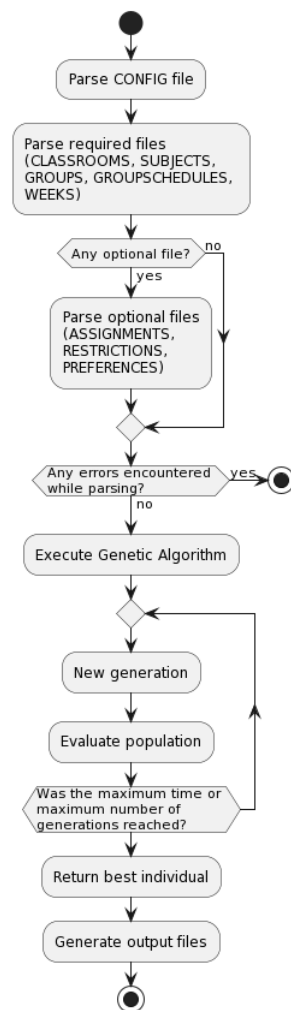 Parse CONFIG file
Parse required files
(CLASSROOMS, SUBJECTS,
GROUPS, GROUPSCHEDULES,
WEEKS)
Any optional file?
no
yes
Parse optional files
(ASSIGNMENTS,
RESTRICTIONS,
PREFERENCES)
Any errors encountered
while parsing?
yes
no
Execute Genetic Algorithm
New generation
Evaluate population
Was the maximum time or
maximum number of
generations reached?
Return best individual
Generate output files